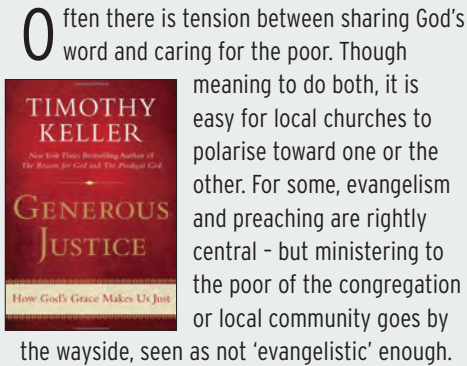 Often there is tension between sharing God's
word and caring for the poor. Though
meaning to do both, it is
easy for local churches to
polarise toward one or the
other. For some, evangelism
and preaching are rightly
central – but ministering to
the poor of the congregation
or local community goes by
the wayside, seen as not 'evangelistic' enough.
TIMOTHY
KELLER
New York Times Bestselling Author of
The Reason for God and The Prodigal God
GENEROUS
JUSTICE
How God's Grace Makes Us Just